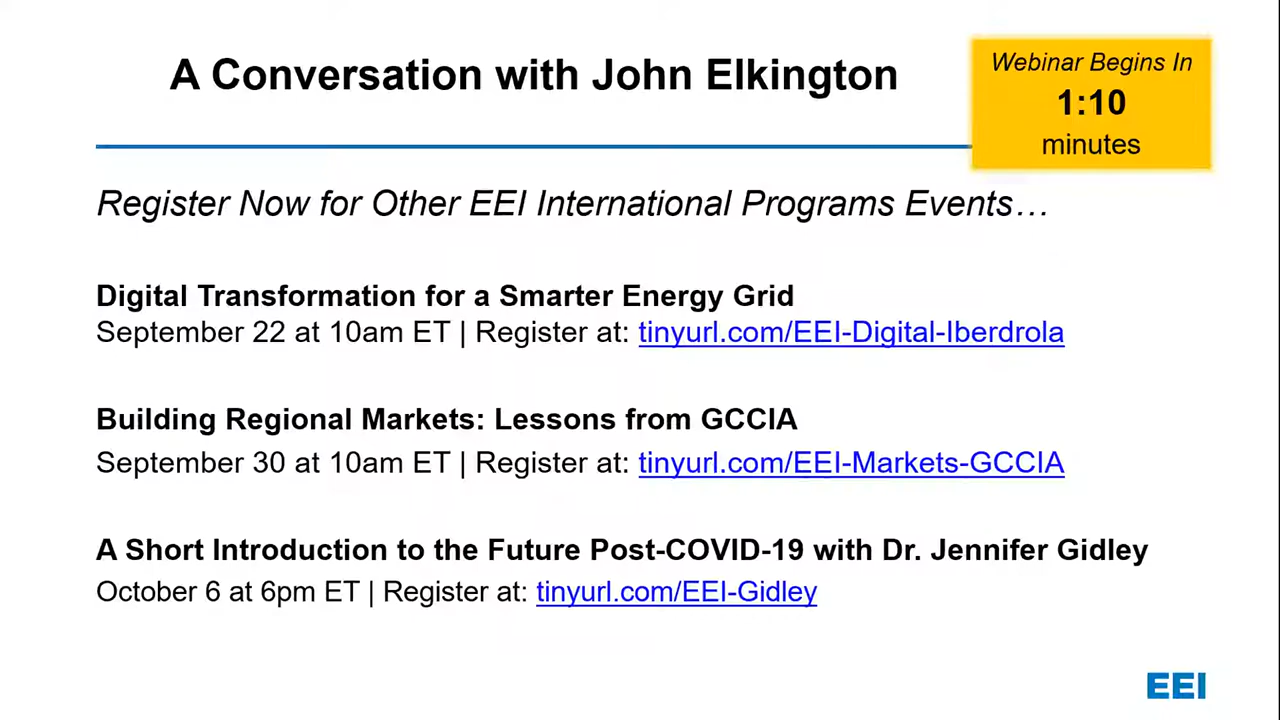 A Conversation with John Elkington
Webinar Begins In
1:10
minutes
Register Now for Other EEI International Programs Events…
Digital Transformation for a Smarter Energy Grid
September 22 at 10am ET | Register at: tinyurl.com/EEI-Digital-Iberdrola
Building Regional Markets: Lessons from GCCIA
September 30 at 10am ET | Register at: tinyurl.com/EEI-Markets-GCCIA
A Short Introduction to the Future Post-COVID-19 with Dr. Jennifer Gidley
October 6 at 6pm ET | Register at: tinyurl.com/EEI-Gidley
EEI